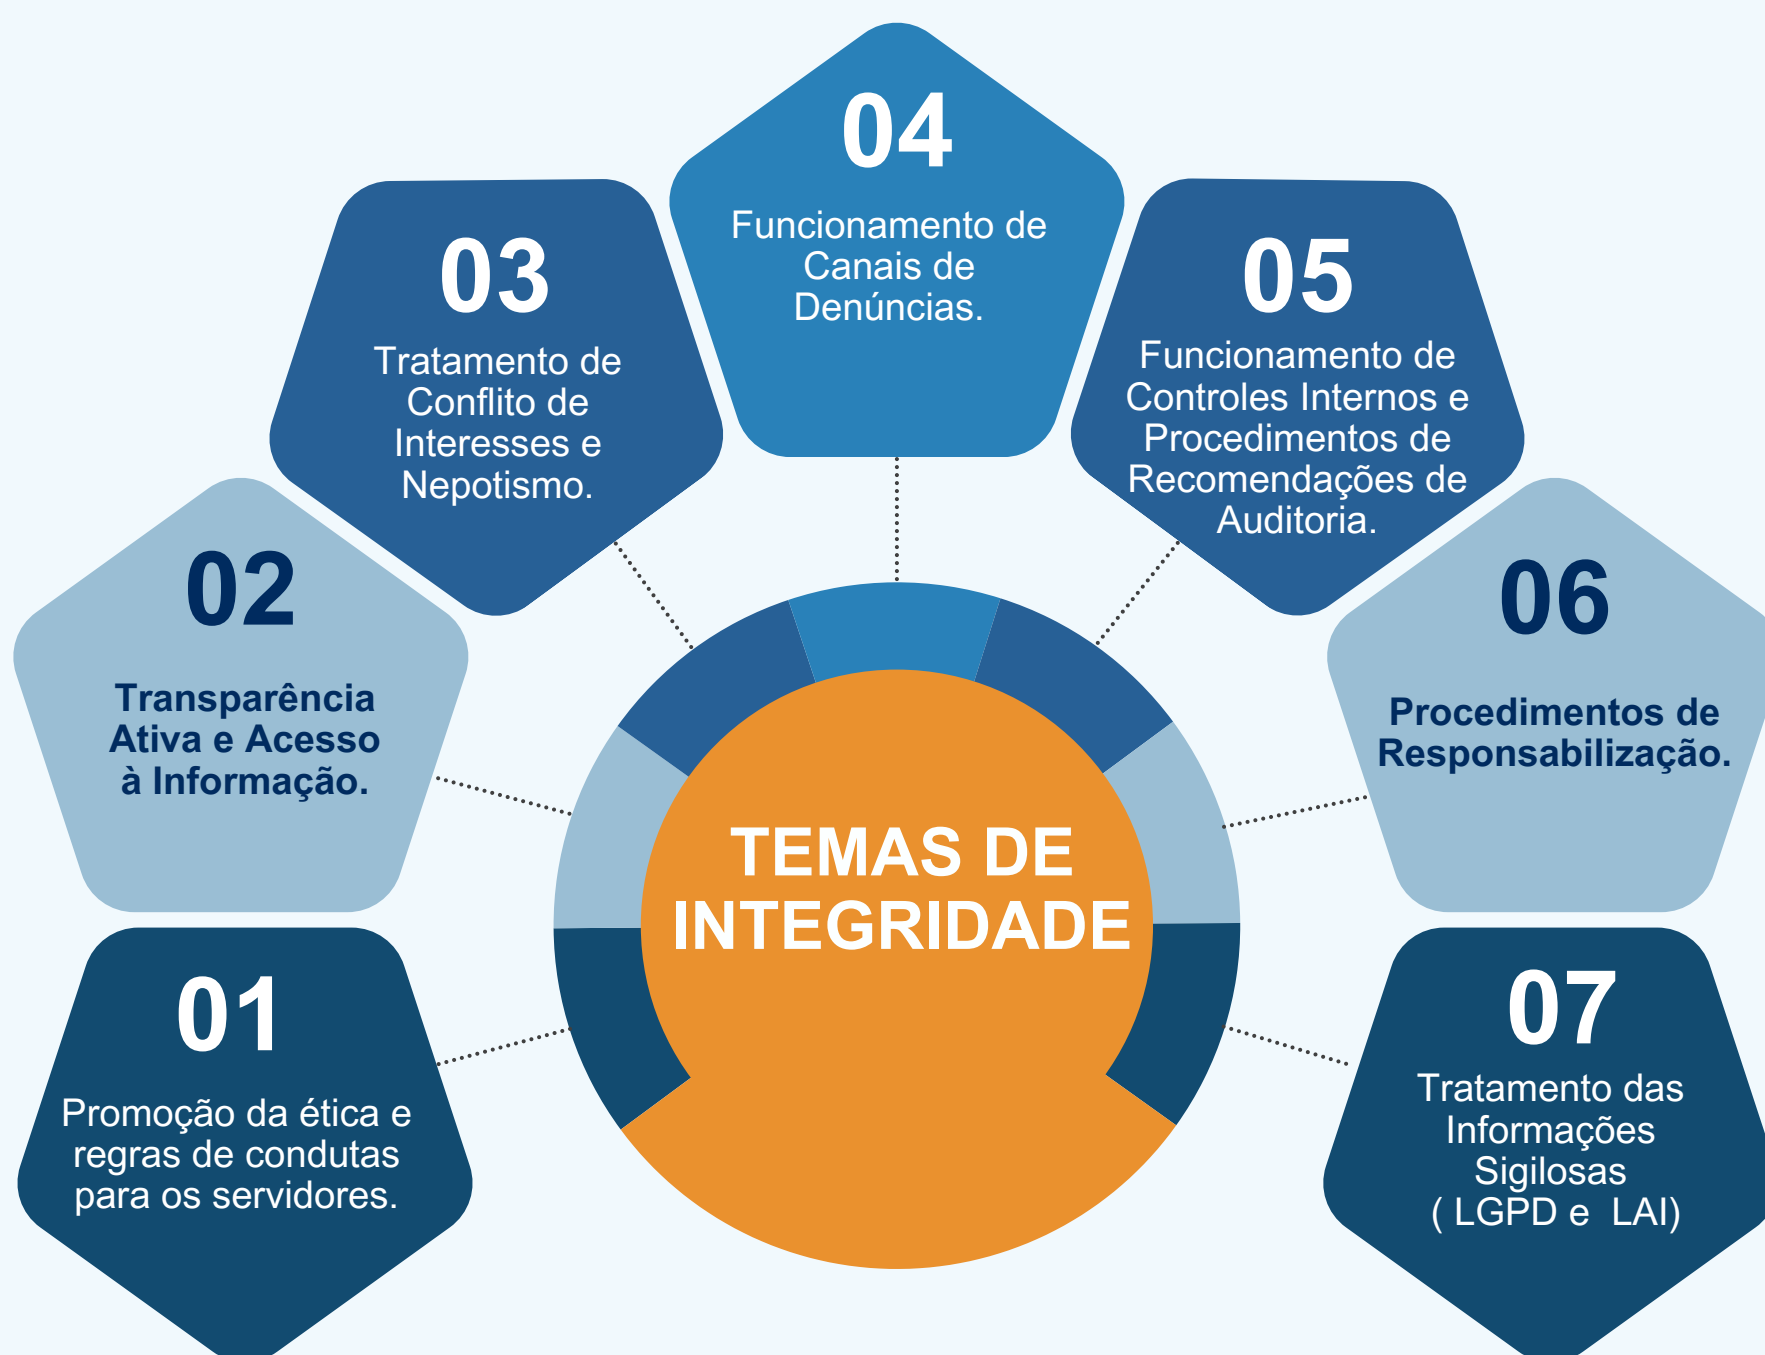 01
Promoção da ética e
regras de condutas
para os servidores.
02
Transparência
Ativa e Acesso
à Informação.
03
Tratamento de
Conflito de
Interesses e
Nepotismo.
04
Funcionamento de
Canais de
Denúncias.
05
Funcionamento de
Controles Internos e
Procedimentos de
Recomendações de
Auditoria.
06
Procedimentos de
Responsabilização.
07
Tratamento das
Informações
Sigilosas
( LGPD e  LAI)
TEMAS DE
INTEGRIDADE